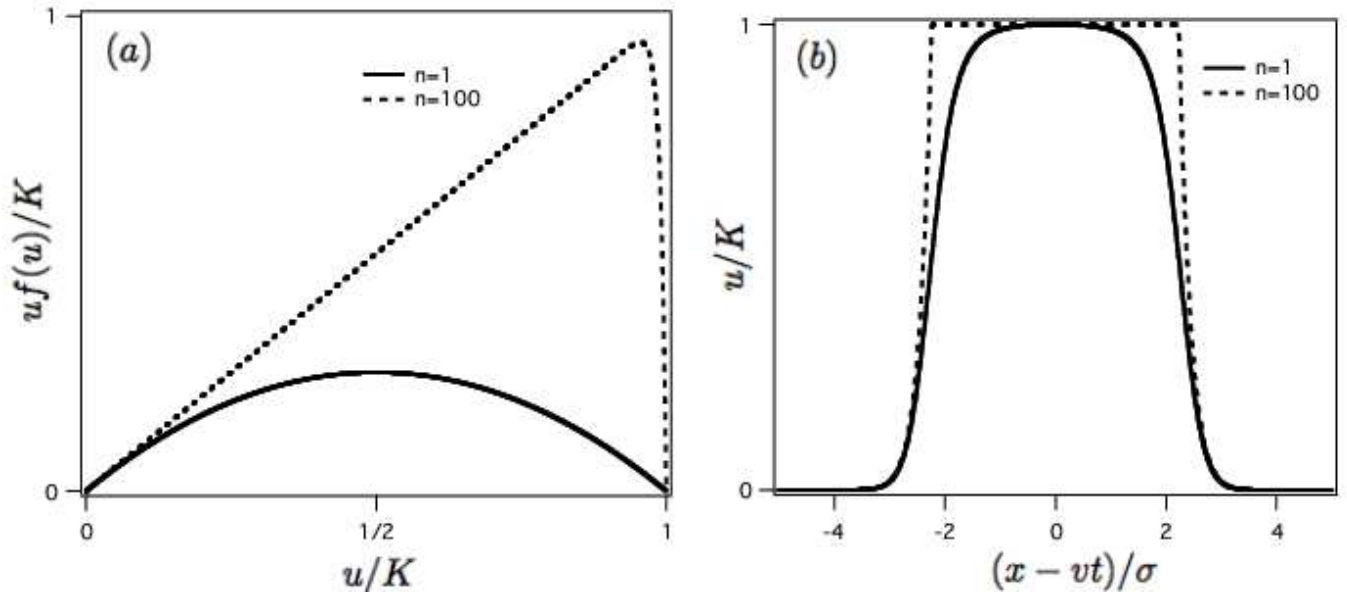 1
(a)
n=1
n=100
uf(u)/K
0
0
1/2
1
u/K
1
(b)
n=1
n=100
u/K
0
-4
-2
0
2
4
(x − vt)/σ